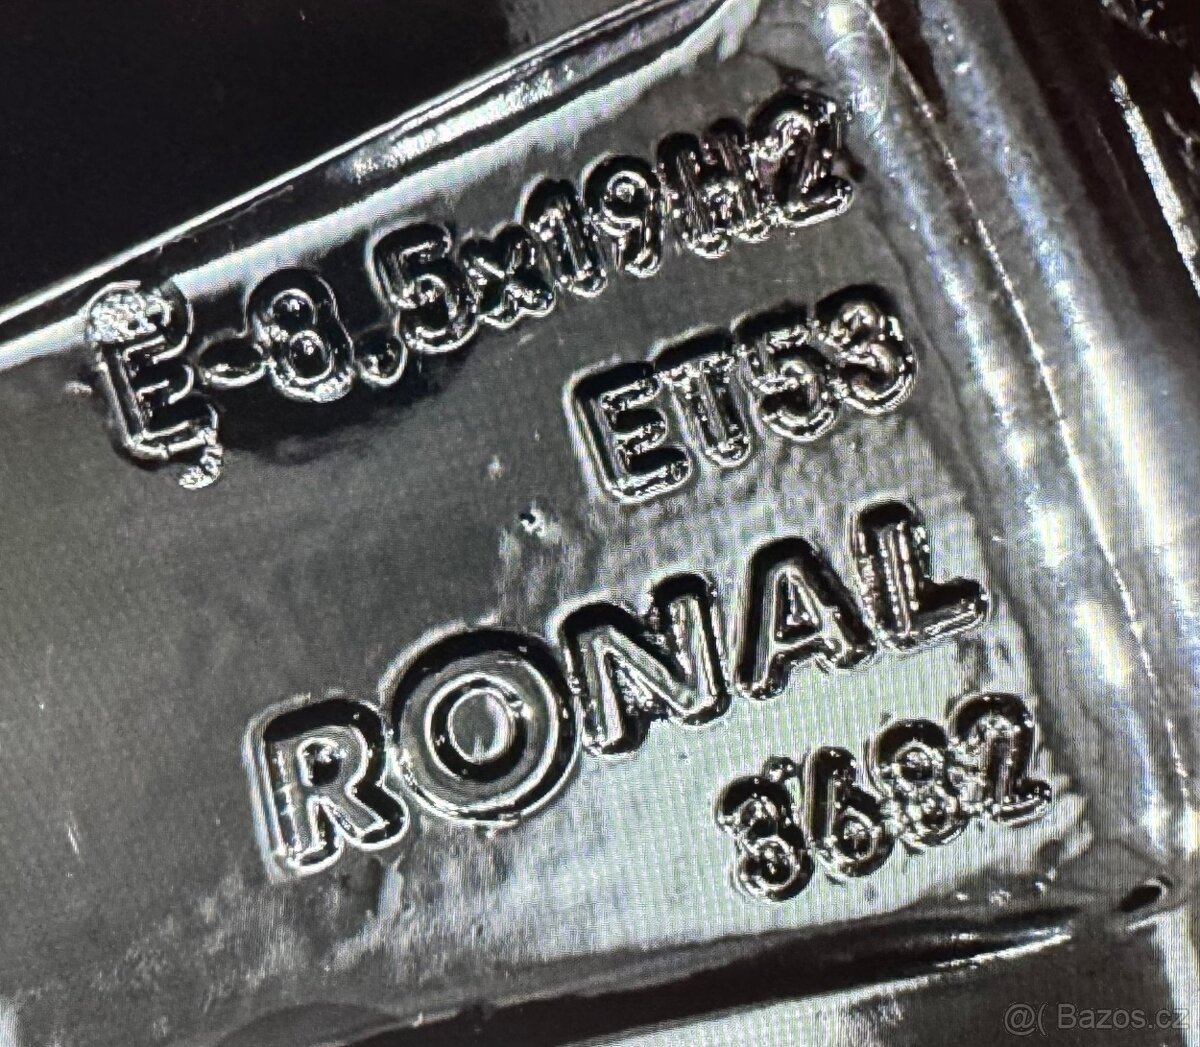 E-8,5x19H2
ET53
RONAL
3682
@( Bazos.cz